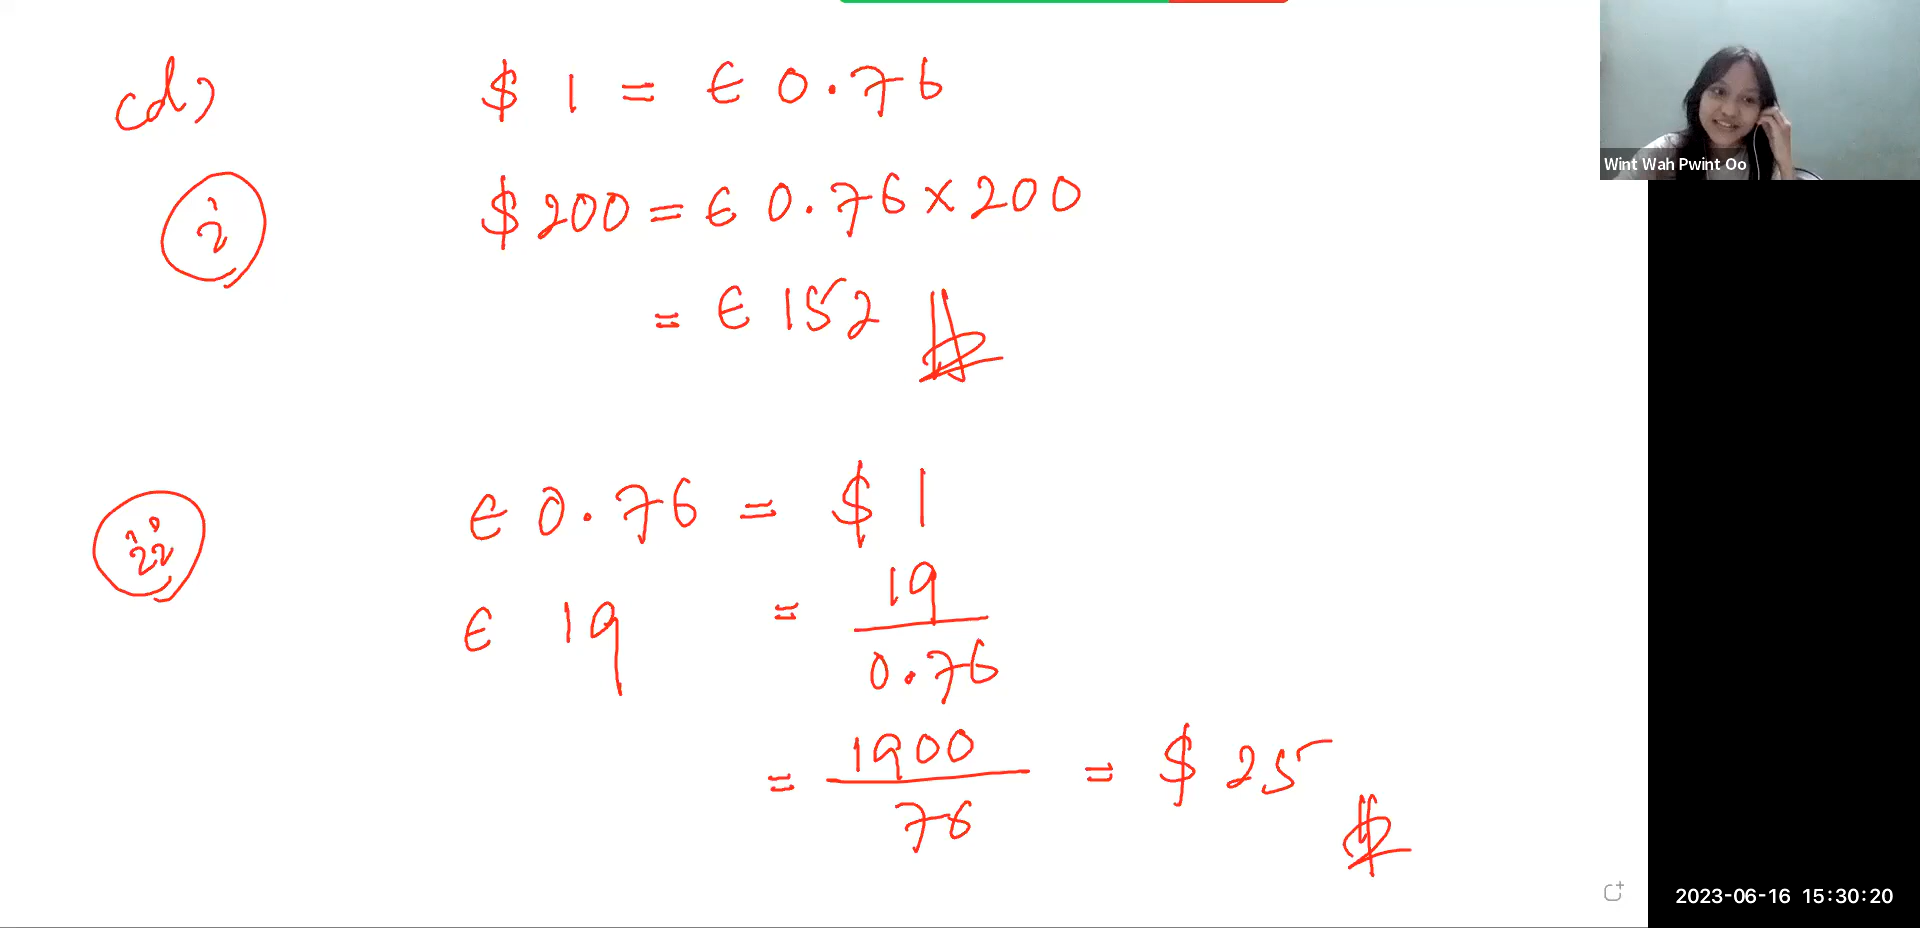 (d) $ 1 = € 0.76
(i) $ 200 = € 0.76 × 200
= € 152
(ii) € 0.76 = $ 1
€ 19 = 19/0.76
= 1900/76 = $ 25
Wint Wah Pwint Oo
2023-06-16 15:30:20